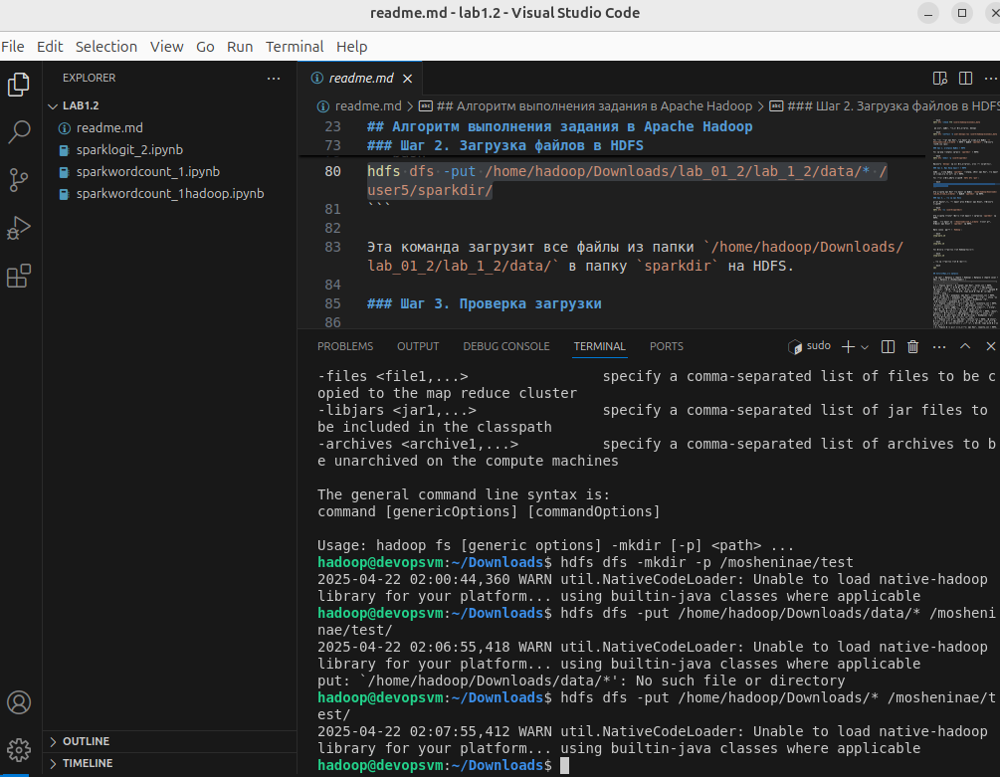 readme.md - lab1.2 - Visual Studio Code
File Edit Selection View Go Run Terminal Help
EXPLORER
LAB1.2
readme.md
sparklogit_2.ipynb
sparkwordcount_1.ipynb
sparkwordcount_1hadoop.ipynb
OUTLINE
TIMELINE
readme.md
readme.md > ## Алгоритм выполнения задания в Apache Hadoop > ### Шаг 2. Загрузка файлов в HDFS
23 ## Алгоритм выполнения задания в Apache Hadoop
73 ### Шаг 2. Загрузка файлов в HDFS
80 hdfs dfs -put /home/hadoop/Downloads/lab_01_2/lab_1_2/data/* /
user5/sparkdir/
81 ```
82
83 Эта команда загрузит все файлы из папки `/home/hadoop/Downloads/
lab_01_2/lab_1_2/data/` в папку `sparkdir` на HDFS.
84
85 ### Шаг 3. Проверка загрузки
86
PROBLEMS OUTPUT DEBUG CONSOLE TERMINAL PORTS
sudo
-files <file1,...> specify a comma-separated list of files to be c
opied to the map reduce cluster
-libjars <jar1,...> specify a comma-separated list of jar files to
be included in the classpath
-archives <archive1,...> specify a comma-separated list of archives to b
e unarchived on the compute machines
The general command line syntax is:
command [genericOptions] [commandOptions]
Usage: hadoop fs [generic options] -mkdir [-p] <path> ...
hadoop@devopsvm:~/Downloads$ hdfs dfs -mkdir -p /mosheninae/test
2025-04-22 02:00:44,360 WARN util.NativeCodeLoader: Unable to load native-hadoop
library for your platform... using builtin-java classes where applicable
hadoop@devopsvm:~/Downloads$ hdfs dfs -put /home/hadoop/Downloads/data/* /mosheni
nae/test/
2025-04-22 02:06:55,418 WARN util.NativeCodeLoader: Unable to load native-hadoop
library for your platform... using builtin-java classes where applicable
put: `/home/hadoop/Downloads/data/*': No such file or directory
hadoop@devopsvm:~/Downloads$ hdfs dfs -put /home/hadoop/Downloads/* /mosheninae/t
est/
2025-04-22 02:07:55,412 WARN util.NativeCodeLoader: Unable to load native-hadoop
library for your platform... using builtin-java classes where applicable
hadoop@devopsvm:~/Downloads$